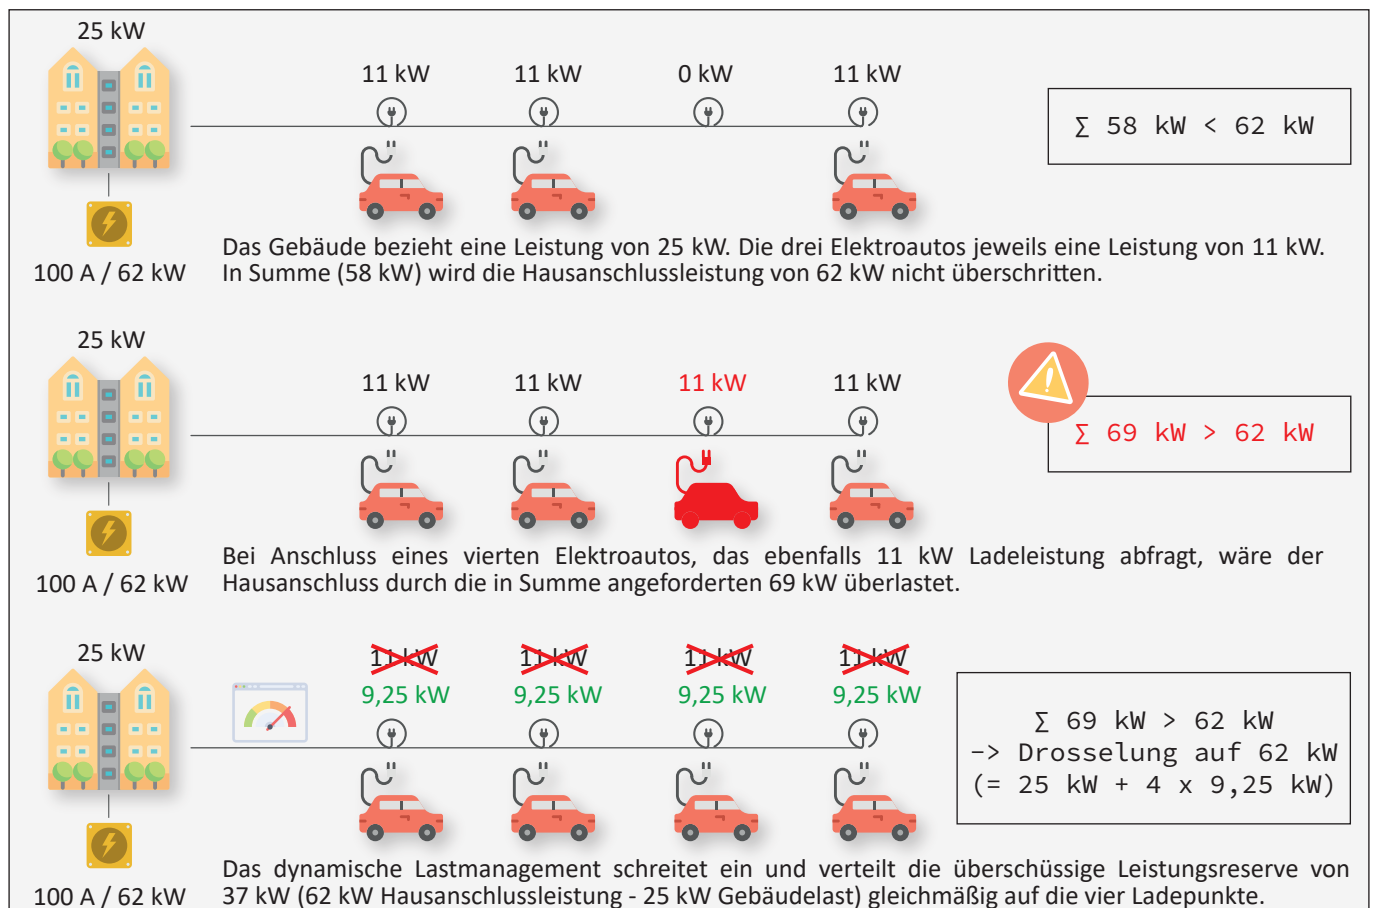 25 kW
11 kW 11 kW 0 kW 11 kW
∑ 58 kW < 62 kW
100 A / 62 kW
Das Gebäude bezieht eine Leistung von 25 kW. Die drei Elektroautos jeweils eine Leistung von 11 kW.
In Summe (58 kW) wird die Hausanschlussleistung von 62 kW nicht überschritten.
25 kW
11 kW 11 kW 11 kW 11 kW
∑ 69 kW > 62 kW
100 A / 62 kW
Bei Anschluss eines vierten Elektroautos, das ebenfalls 11 kW Ladeleistung abfragt, wäre der
Hausanschluss durch die in Summe angeforderten 69 kW überlastet.
25 kW
11 kW 11 kW 11 kW 11 kW
9,25 kW 9,25 kW 9,25 kW 9,25 kW
∑ 69 kW > 62 kW
-> Drosselung auf 62 kW
(= 25 kW + 4 x 9,25 kW)
100 A / 62 kW
Das dynamische Lastmanagement schreitet ein und verteilt die überschüssige Leistungsreserve von
37 kW (62 kW Hausanschlussleistung - 25 kW Gebäudelast) gleichmäßig auf die vier Ladepunkte.